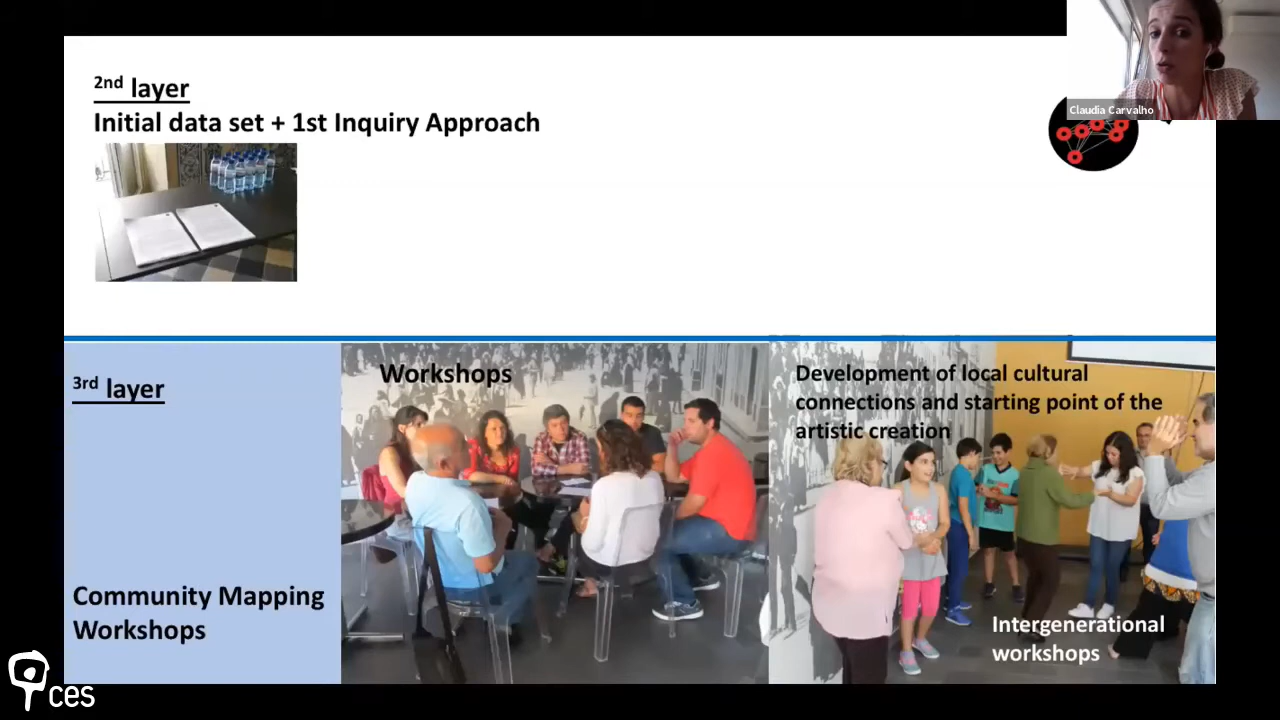 2nd layer
Initial data set + 1st Inquiry Approach
Claudia Carvalho
3rd layer
Community Mapping
Workshops
Workshops
Development of local cultural
connections and starting point of the
artistic creation
Intergenerational
workshops
ces